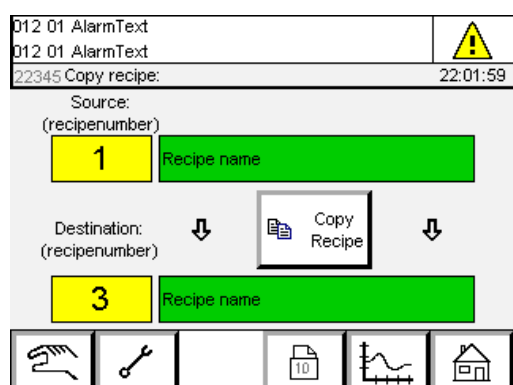 012 01 AlarmText
012 01 AlarmText
22345 Copy recipe: 22:01:59
Source:
(recipenumber)
1 Recipe name
Destination:
(recipenumber)
Copy
Recipe
3 Recipe name
10